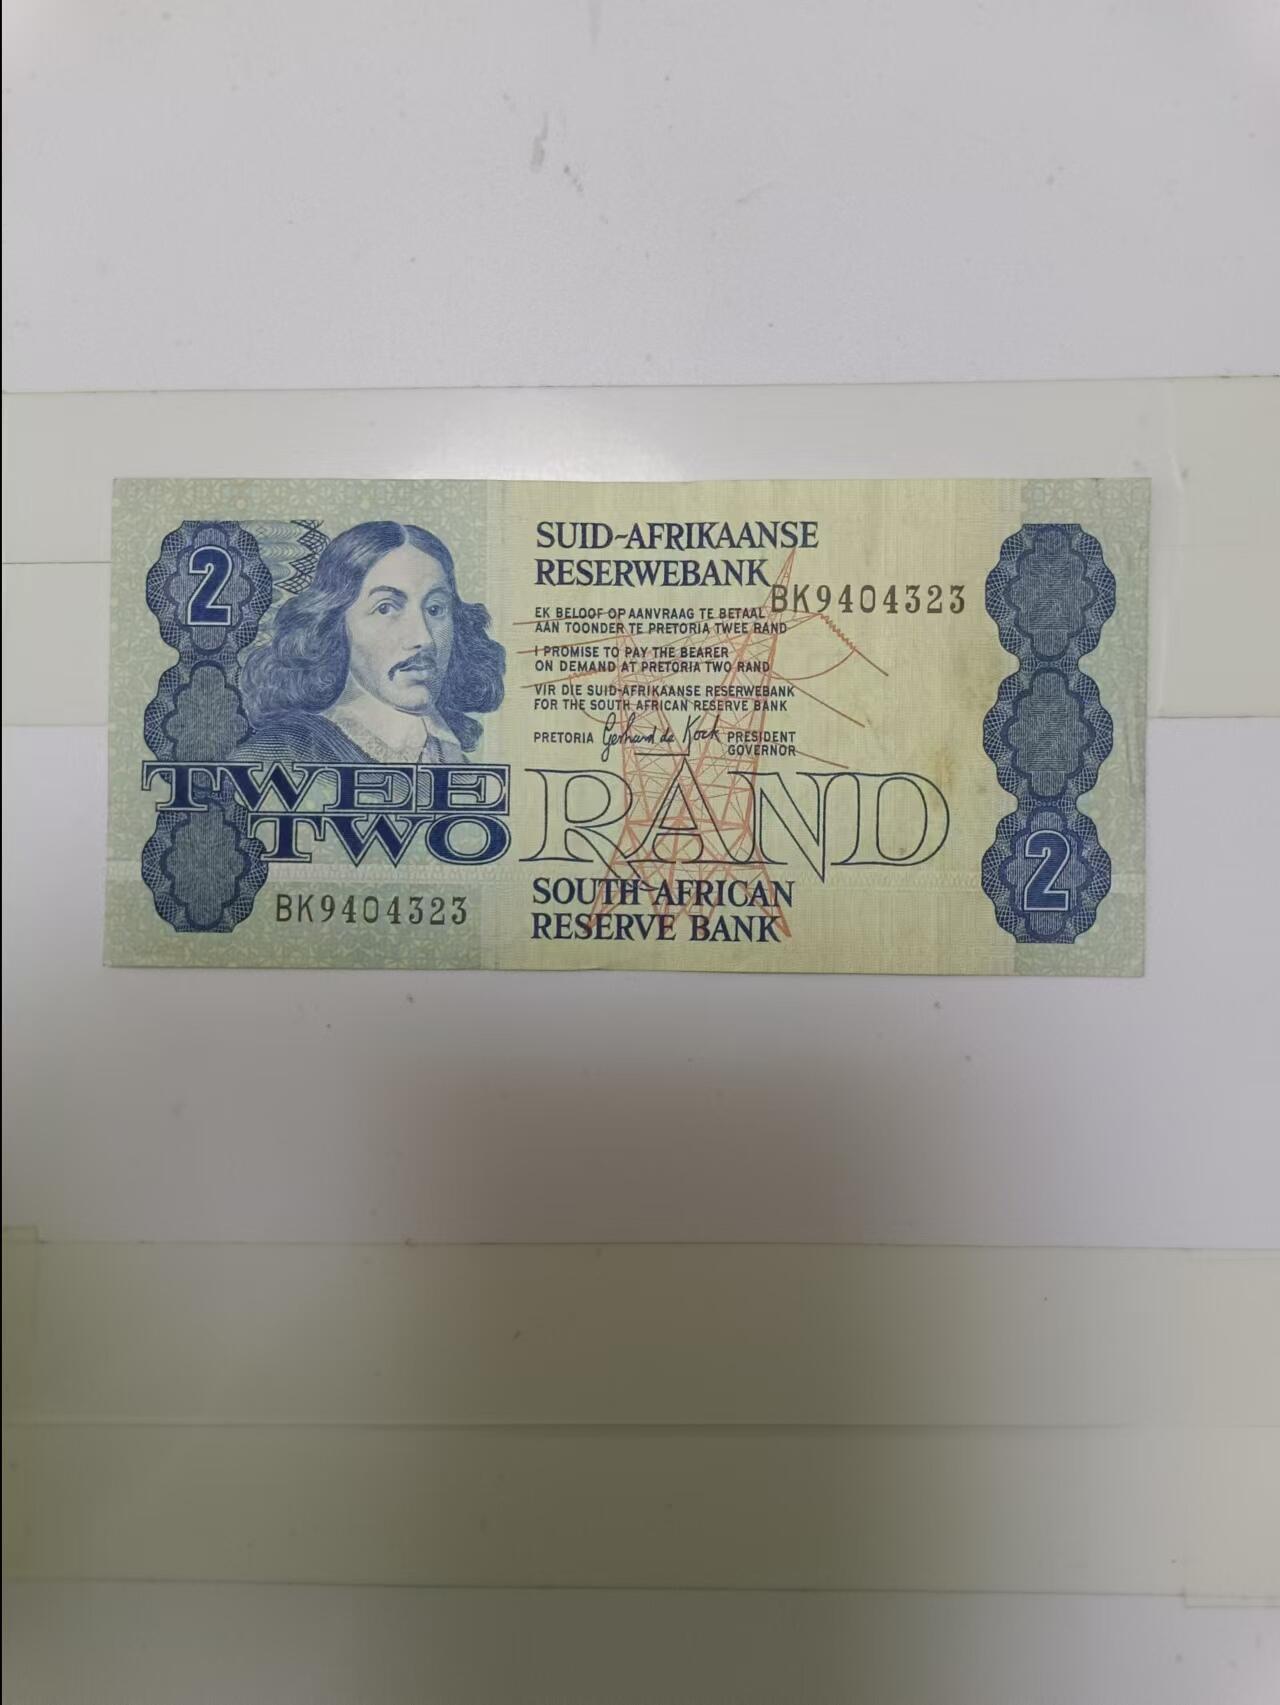 2
SUID-AFRIKAANSE
RESERWEBANK
BK9404323
EK BELOOF OP AANVRAAG TE BETAAL
AAN TOONDER TE PRETORIA TWEE RAND
I PROMISE TO PAY THE BEARER
ON DEMAND AT PRETORIA TWO RAND
VIR DIE SUID-AFRIKAANSE RESERWEBANK
FOR THE SOUTH AFRICAN RESERVE BANK
PRETORIA Gerhard de Kock PRESIDENT
GOVERNOR
TWEE
TWO
RAND
2
BK9404323
SOUTH AFRICAN
RESERVE BANK